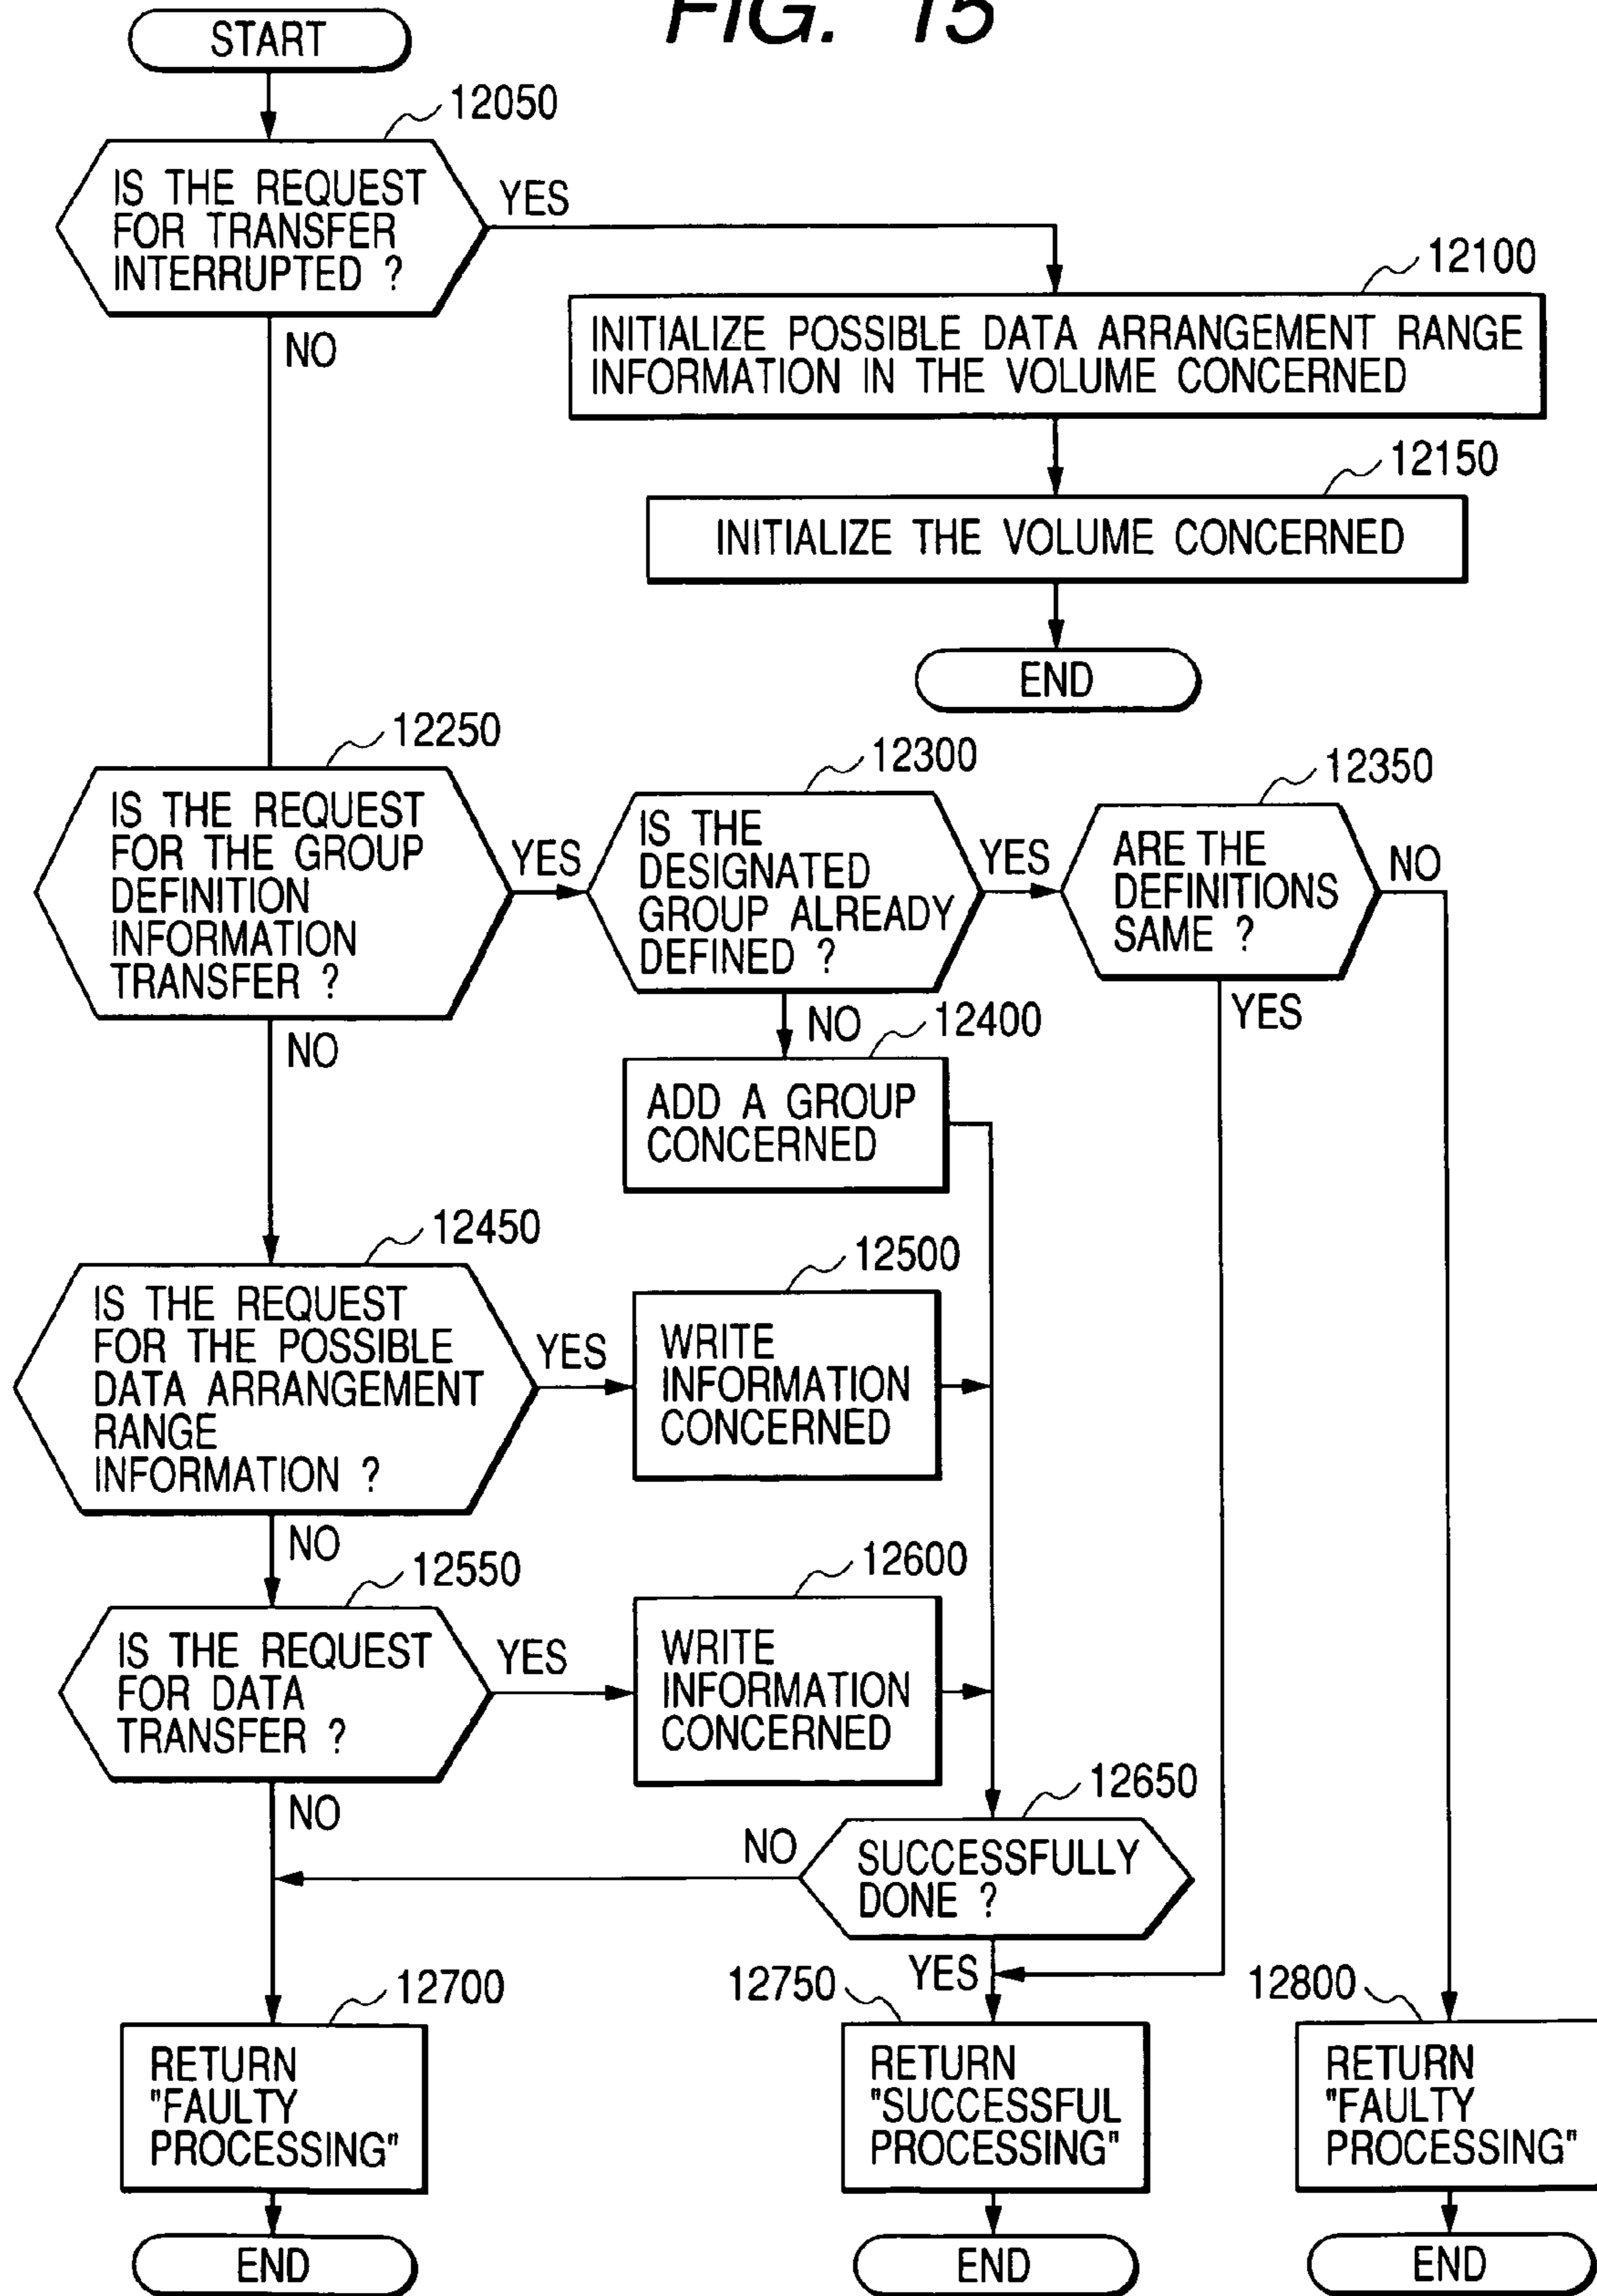 FIG. 15
START
12050
IS THE REQUEST
FOR TRANSFER
INTERRUPTED ?
YES
NO
12100
INITIALIZE POSSIBLE DATA ARRANGEMENT RANGE
INFORMATION IN THE VOLUME CONCERNED
12150
INITIALIZE THE VOLUME CONCERNED
END
12250
IS THE REQUEST
FOR THE GROUP
DEFINITION
INFORMATION
TRANSFER ?
YES
NO
12300
IS THE
DESIGNATED
GROUP ALREADY
DEFINED ?
YES
NO
12350
ARE THE
DEFINITIONS
SAME ?
NO
YES
12400
ADD A GROUP
CONCERNED
12450
IS THE REQUEST
FOR THE POSSIBLE
DATA ARRANGEMENT
RANGE
INFORMATION ?
YES
NO
12500
WRITE
INFORMATION
CONCERNED
12550
IS THE REQUEST
FOR DATA
TRANSFER ?
YES
NO
12600
WRITE
INFORMATION
CONCERNED
12650
SUCCESSFULLY
DONE ?
NO
YES
12700
RETURN
"FAULTY
PROCESSING"
END
12750
RETURN
"SUCCESSFUL
PROCESSING"
END
12800
RETURN
"FAULTY
PROCESSING"
END